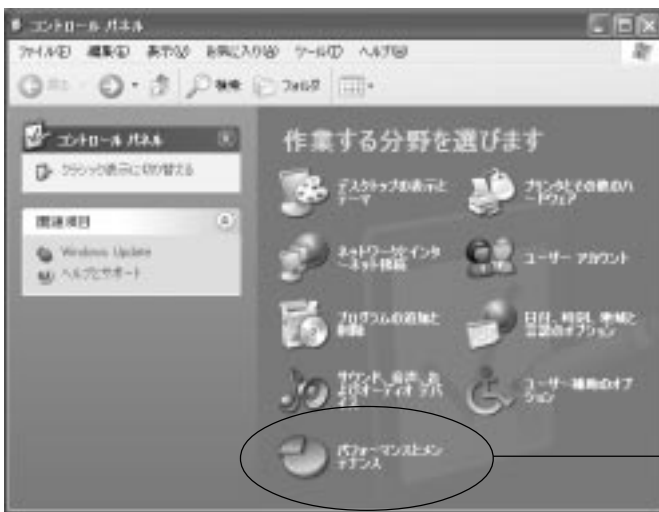 コントロール パネル
ファイル(F) 編集(E) 表示(V) お気に入り(A) ツール(T) ヘルプ(H)
戻る 検索 フォルダ
コントロール パネル
クラシック表示に切り替える
関連項目
Windows Update
ヘルプとサポート
作業する分野を選びます
デスクトップの表示と
テーマ
プリンタとその他のハ
ードウェア
ネットワークとインタ
ーネット接続
ユーザー アカウント
プログラムの追加と
削除
日付、時刻、地域と
言語のオプション
サウンド、音声、お
よびオーディオ デバ
イス
ユーザー補助のオプ
ション
パフォーマンスとメン
テナンス